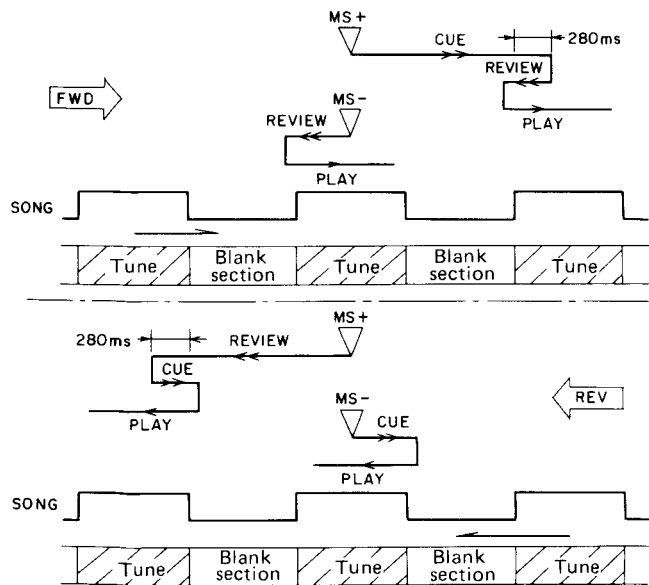 MS+
CUE
280ms
REVIEW
FWD
MS-
REVIEW
PLAY
PLAY
SONG
Tune
Blank section
Tune
Blank section
Tune
MS+
280ms
REVIEW
CUE
MS-
CUE
REV
PLAY
PLAY
SONG
Tune
Blank section
Tune
Blank section
Tune